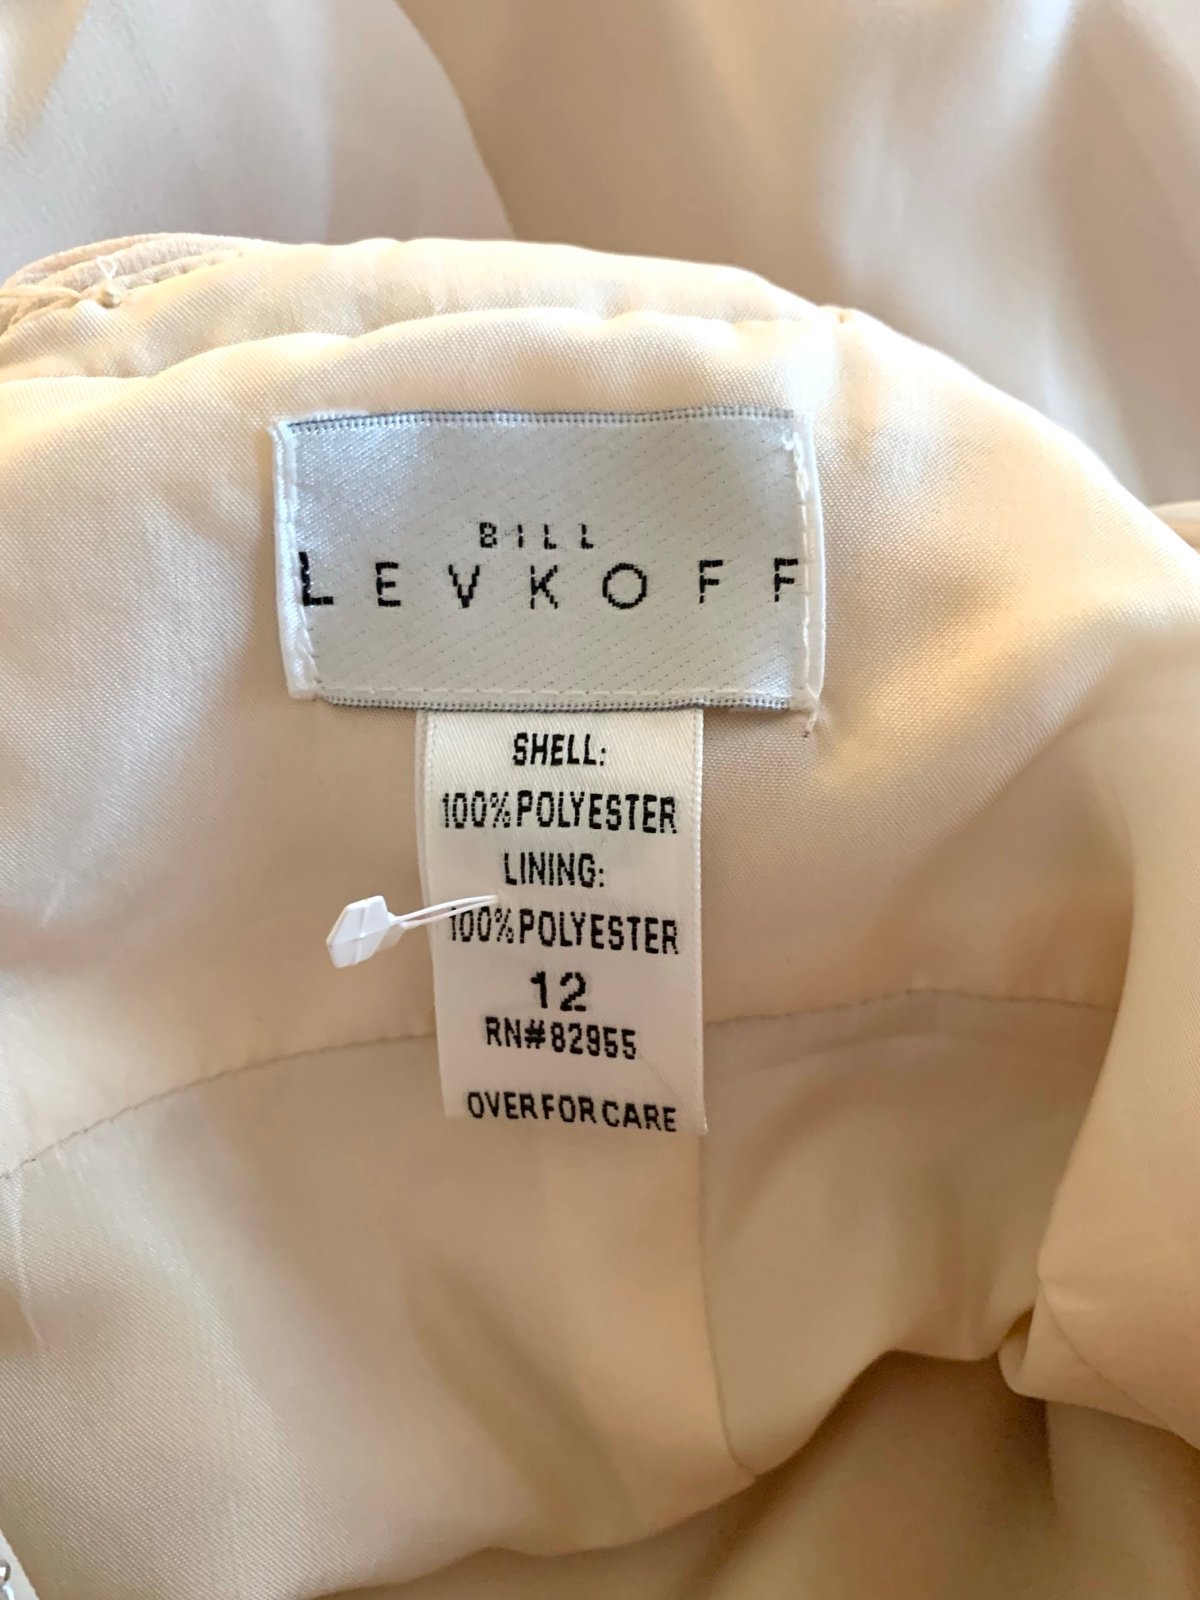 BILL
LEVKOFF
SHELL:
100% POLYESTER
LINING:
100% POLYESTER
12
RN#82955
OVER FOR CARE